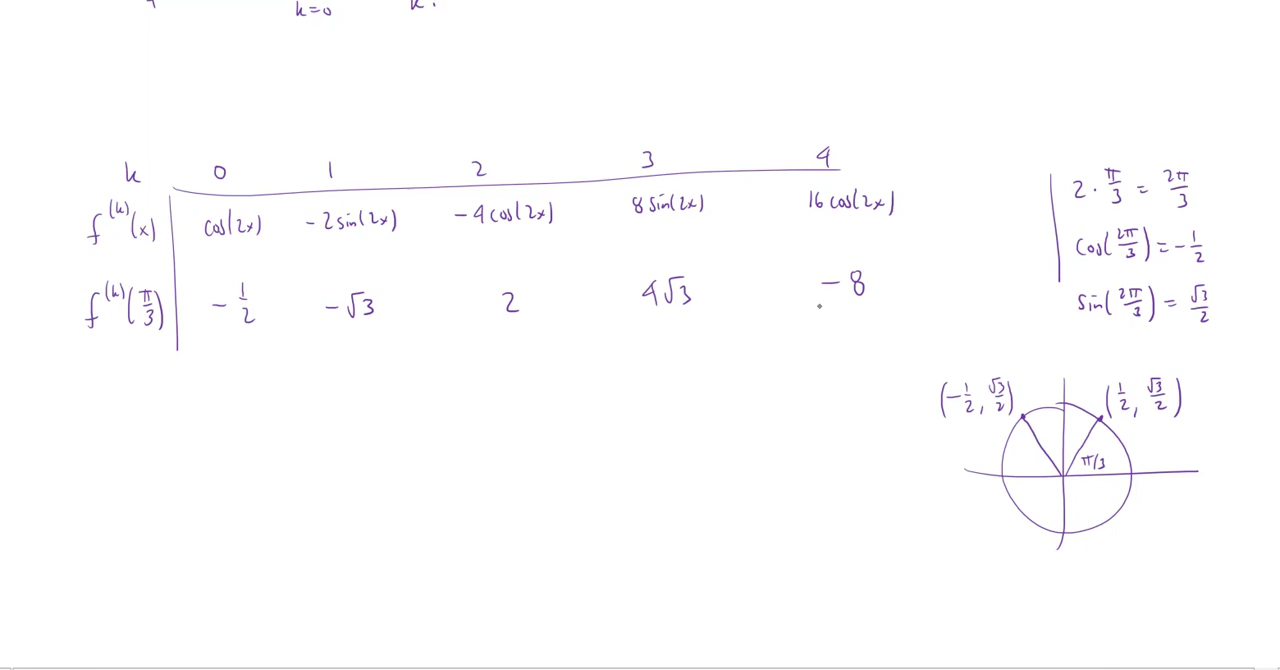 k=0 k!
k 0 1 2 3 4
f^(k)(x) cos(2x) -2sin(2x) -4cos(2x) 8sin(2x) 16cos(2x)
f^(k)(π/3) -1/2 -√3 2 4√3 -8
2·π/3 = 2π/3
cos(2π/3) = -1/2
sin(2π/3) = √3/2
(-1/2, √3/2) (1/2, √3/2)
π/3